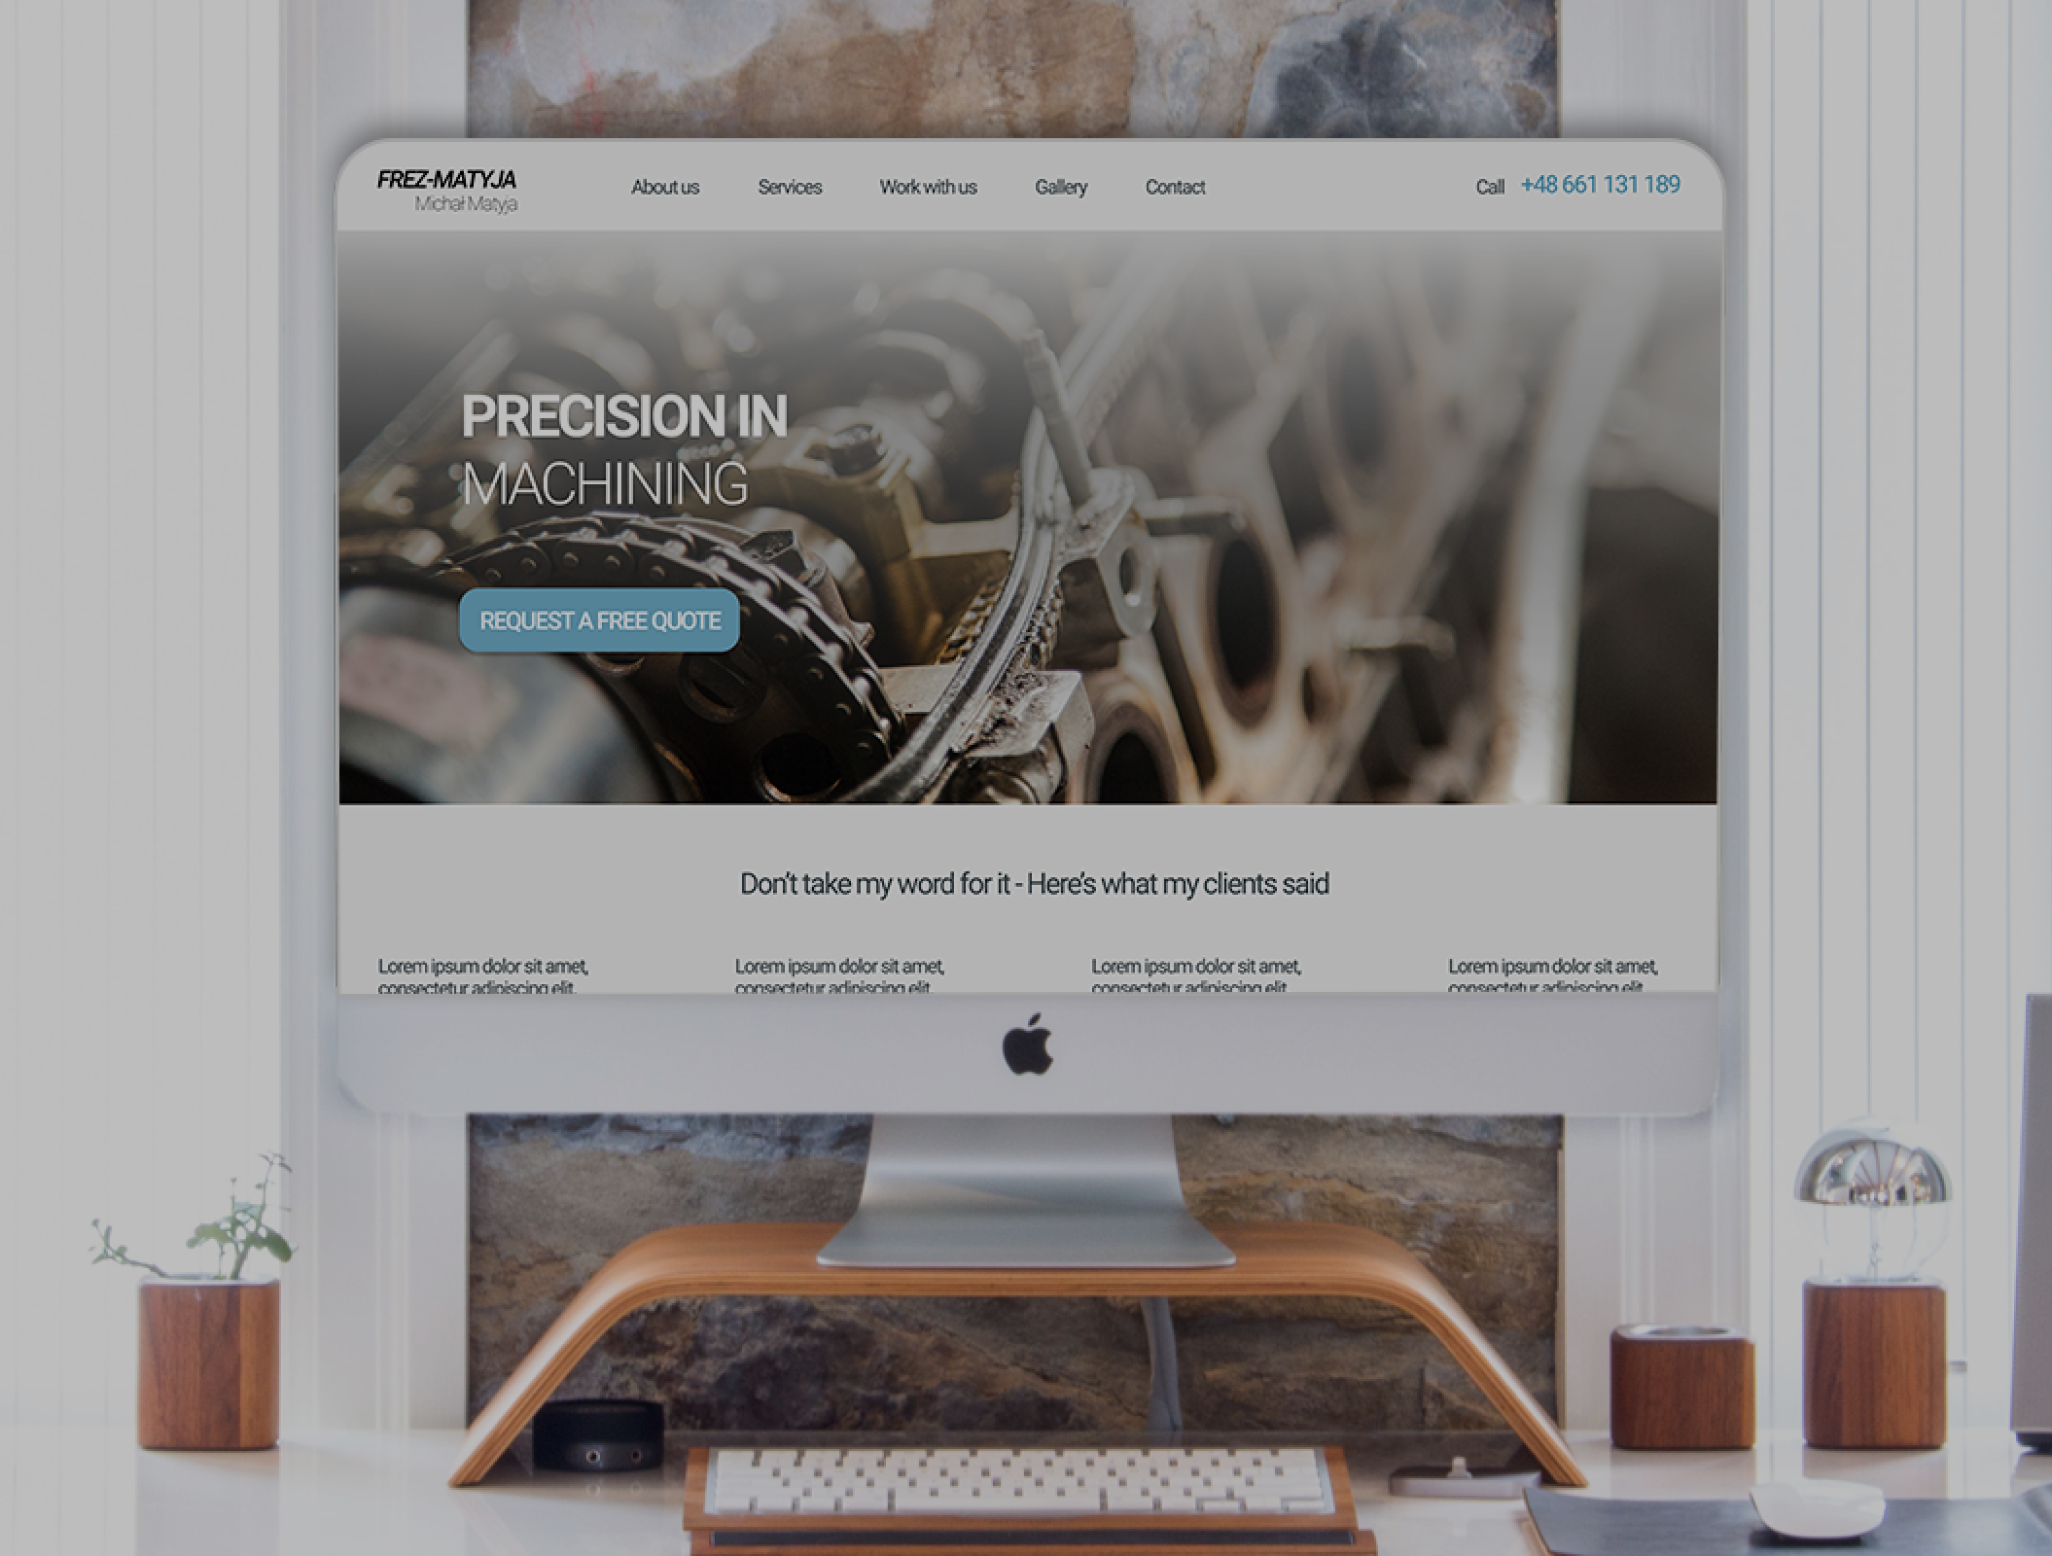 FREZ-MATYJA
Michał Matyja
About us
Services
Work with us
Gallery
Contact
Call +48 661 131 189
PRECISION IN
MACHINING
REQUEST A FREE QUOTE
Don't take my word for it - Here's what my clients said
Lorem ipsum dolor sit amet,
consectetur adipiscing elit.
Lorem ipsum dolor sit amet,
consectetur adipiscing elit.
Lorem ipsum dolor sit amet,
consectetur adipiscing elit.
Lorem ipsum dolor sit amet,
consectetur adipiscing elit.